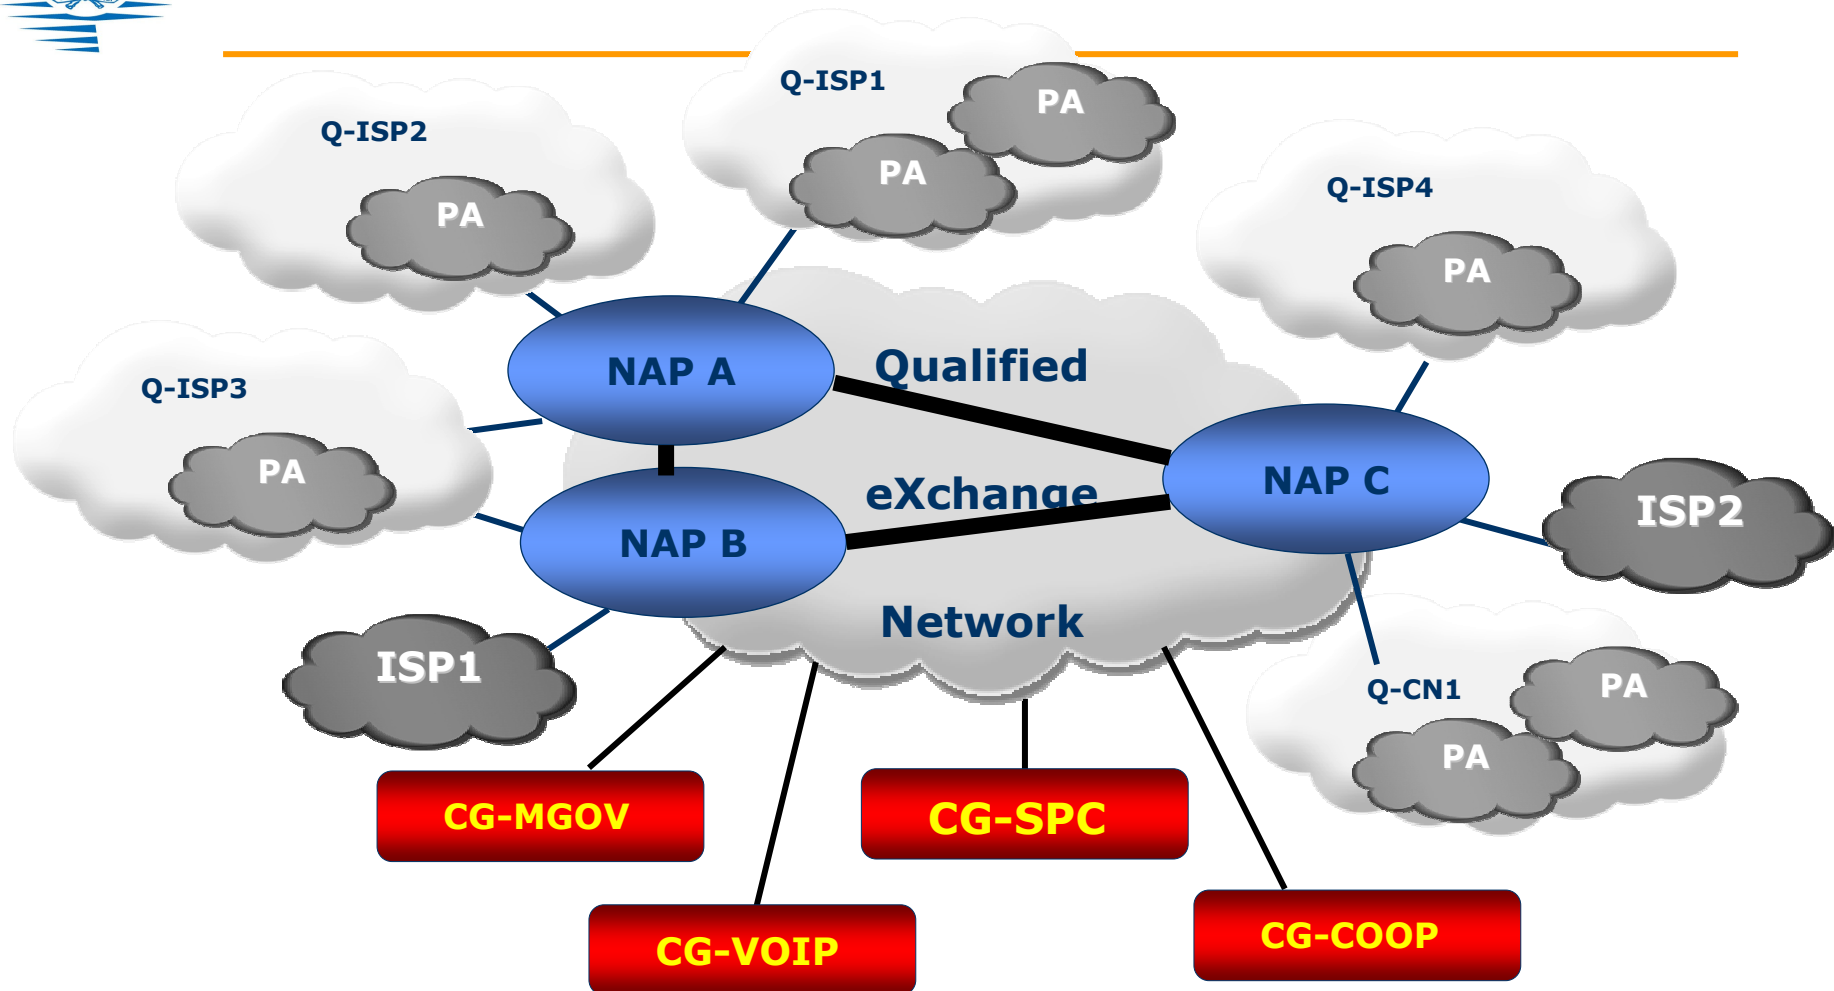 Q-ISP1
PA
PA
Q-ISP2
PA
Q-ISP4
PA
Q-ISP3
PA
NAP A
Qualified
NAP C
eXchange
NAP B
ISP2
Network
ISP1
Q-CN1
PA
PA
CG-MGOV
CG-SPC
CG-VOIP
CG-COOP